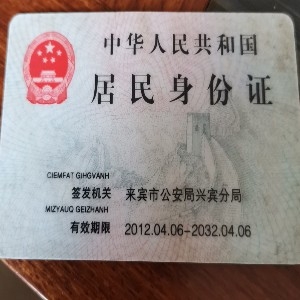 中华人民共和国
居民身份证
CIEMFAT GIHGVANH
签发机关 来宾市公安局兴宾分局
MIZYAUQ GEIZHANH
有效期限 2012.04.06-2032.04.06